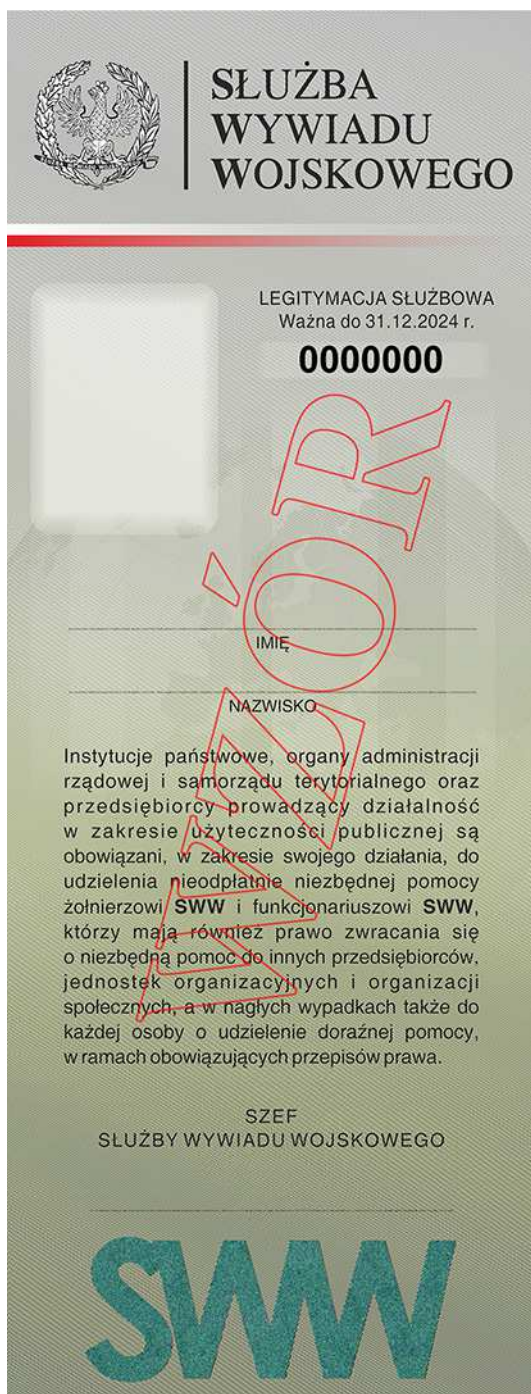 SŁUŻBA
WYWIADU
WOJSKOWEGO
LEGITYMACJA SŁUŻBOWA
Ważna do 31.12.2024 r.
0000000
WZÓR
IMIĘ
NAZWISKO
Instytucje państwowe, organy administracji
rządowej i samorządu terytorialnego oraz
przedsiębiorcy prowadzący działalność
w zakresie użyteczności publicznej są
obowiązani, w zakresie swojego działania, do
udzielenia nieodpłatnie niezbędnej pomocy
żołnierzowi SWW i funkcjonariuszowi SWW,
którzy mają również prawo zwracania się
o niezbędną pomoc do innych przedsiębiorców,
jednostek organizacyjnych i organizacji
społecznych, a w nagłych wypadkach także do
każdej osoby o udzielenie doraźnej pomocy,
w ramach obowiązujących przepisów prawa.
SZEF
SŁUŻBY WYWIADU WOJSKOWEGO
SWW